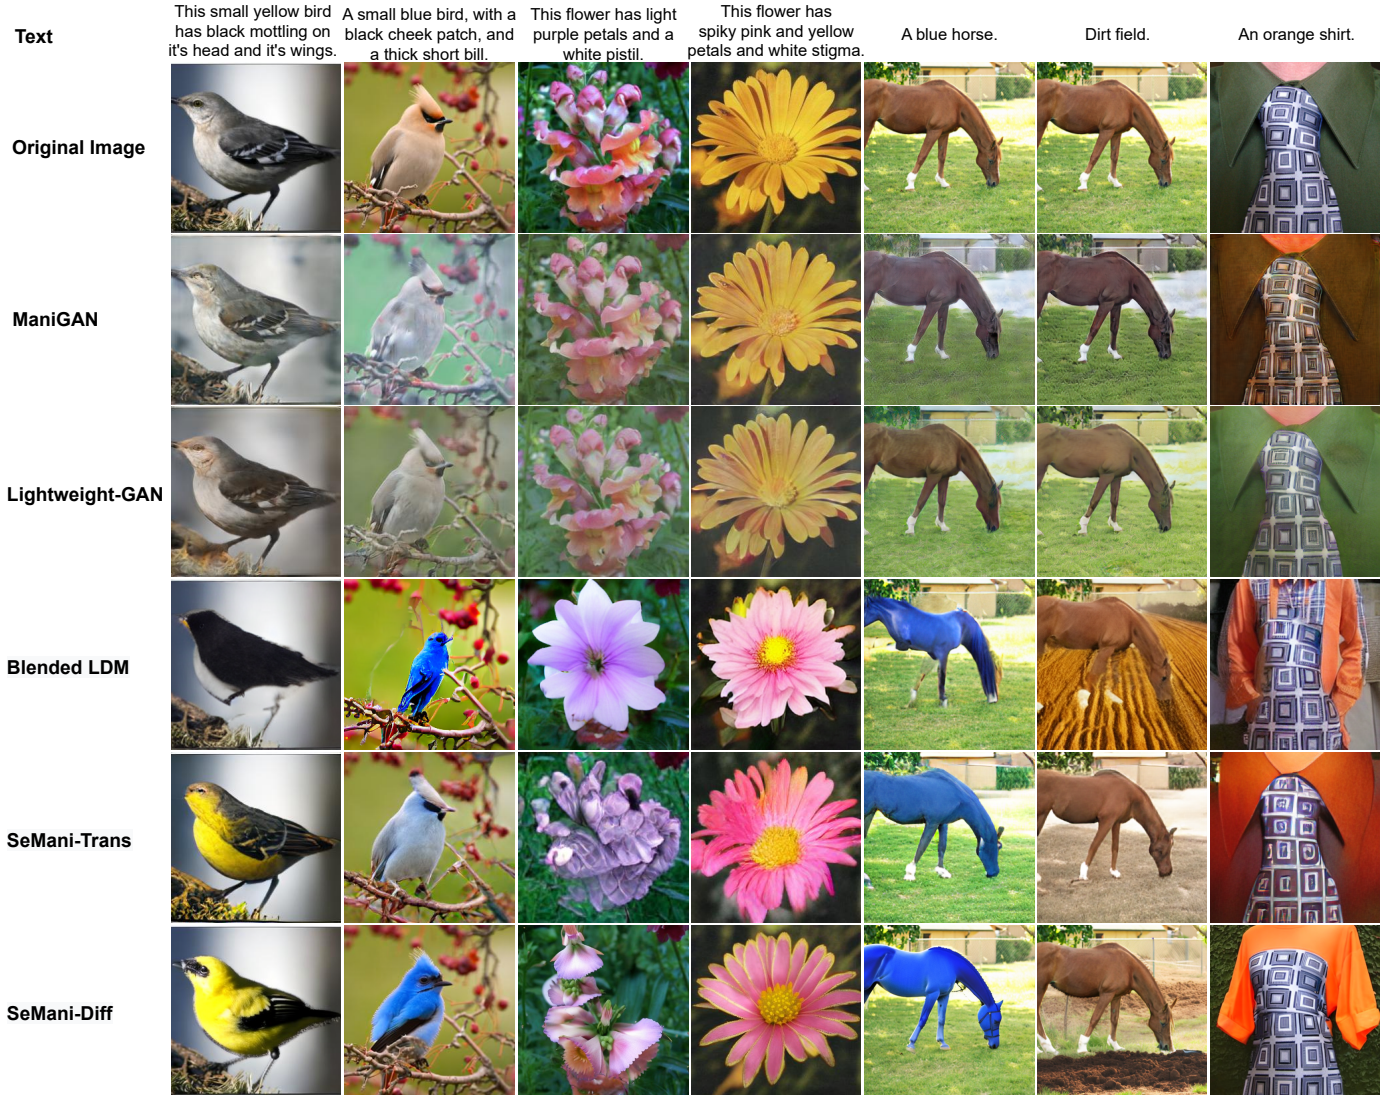 Text
This small yellow bird
has black mottling on
it's head and it's wings.
A small blue bird, with a
black cheek patch, and
a thick short bill.
This flower has light
purple petals and a
white pistil.
This flower has
spiky pink and yellow
petals and white stigma.
A blue horse.
Dirt field.
An orange shirt.
Original Image
ManiGAN
Lightweight-GAN
Blended LDM
SeMani-Trans
SeMani-Diff